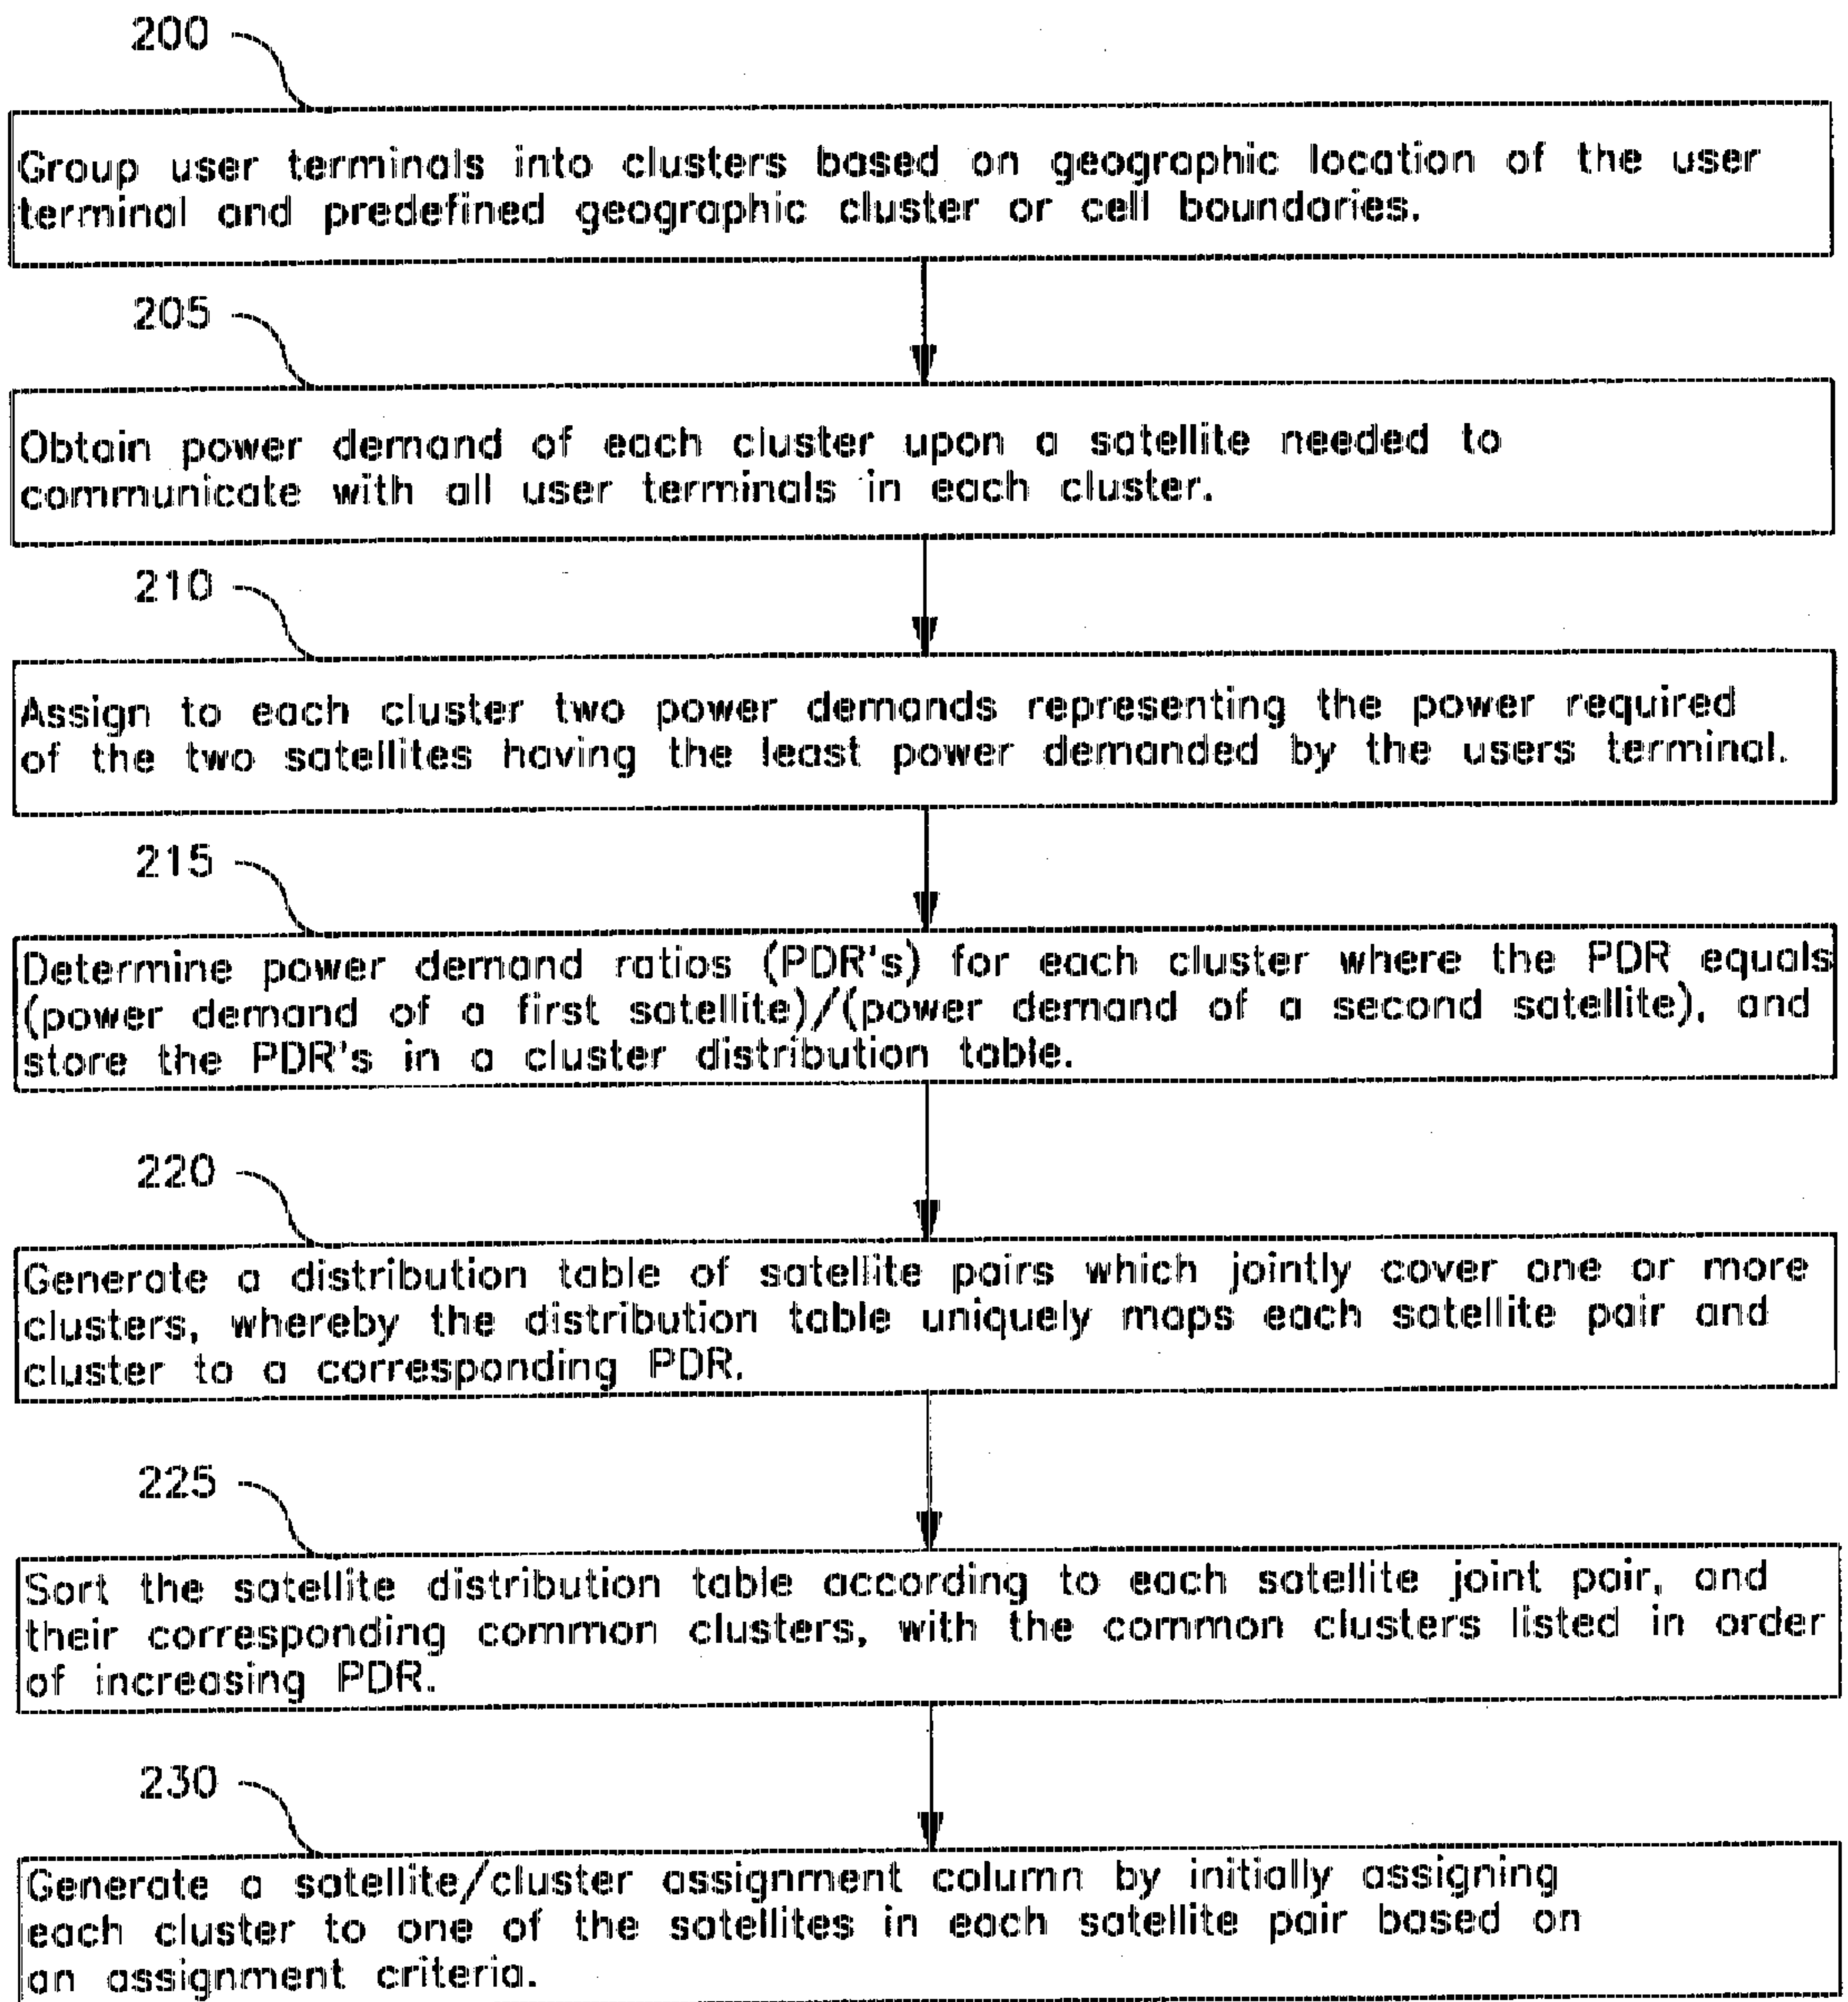 200
Group user terminals into clusters based on geographic location of the user
terminal and predefined geographic cluster or cell boundaries.
205
Obtain power demand of each cluster upon a satellite needed to
communicate with all user terminals in each cluster.
210
Assign to each cluster two power demands representing the power required
of the two satellites having the least power demanded by the users terminal.
215
Determine power demand ratios (PDR's) for each cluster where the PDR equals
(power demand of a first satellite)/(power demand of a second satellite), and
store the PDR's in a cluster distribution table.
220
Generate a distribution table of satellite pairs which jointly cover one or more
clusters, whereby the distribution table uniquely maps each satellite pair and
cluster to a corresponding PDR.
225
Sort the satellite distribution table according to each satellite joint pair, and
their corresponding common clusters, with the common clusters listed in order
of increasing PDR.
230
Generate a satellite/cluster assignment column by initially assigning
each cluster to one of the satellites in each satellite pair based on
an assignment criteria.